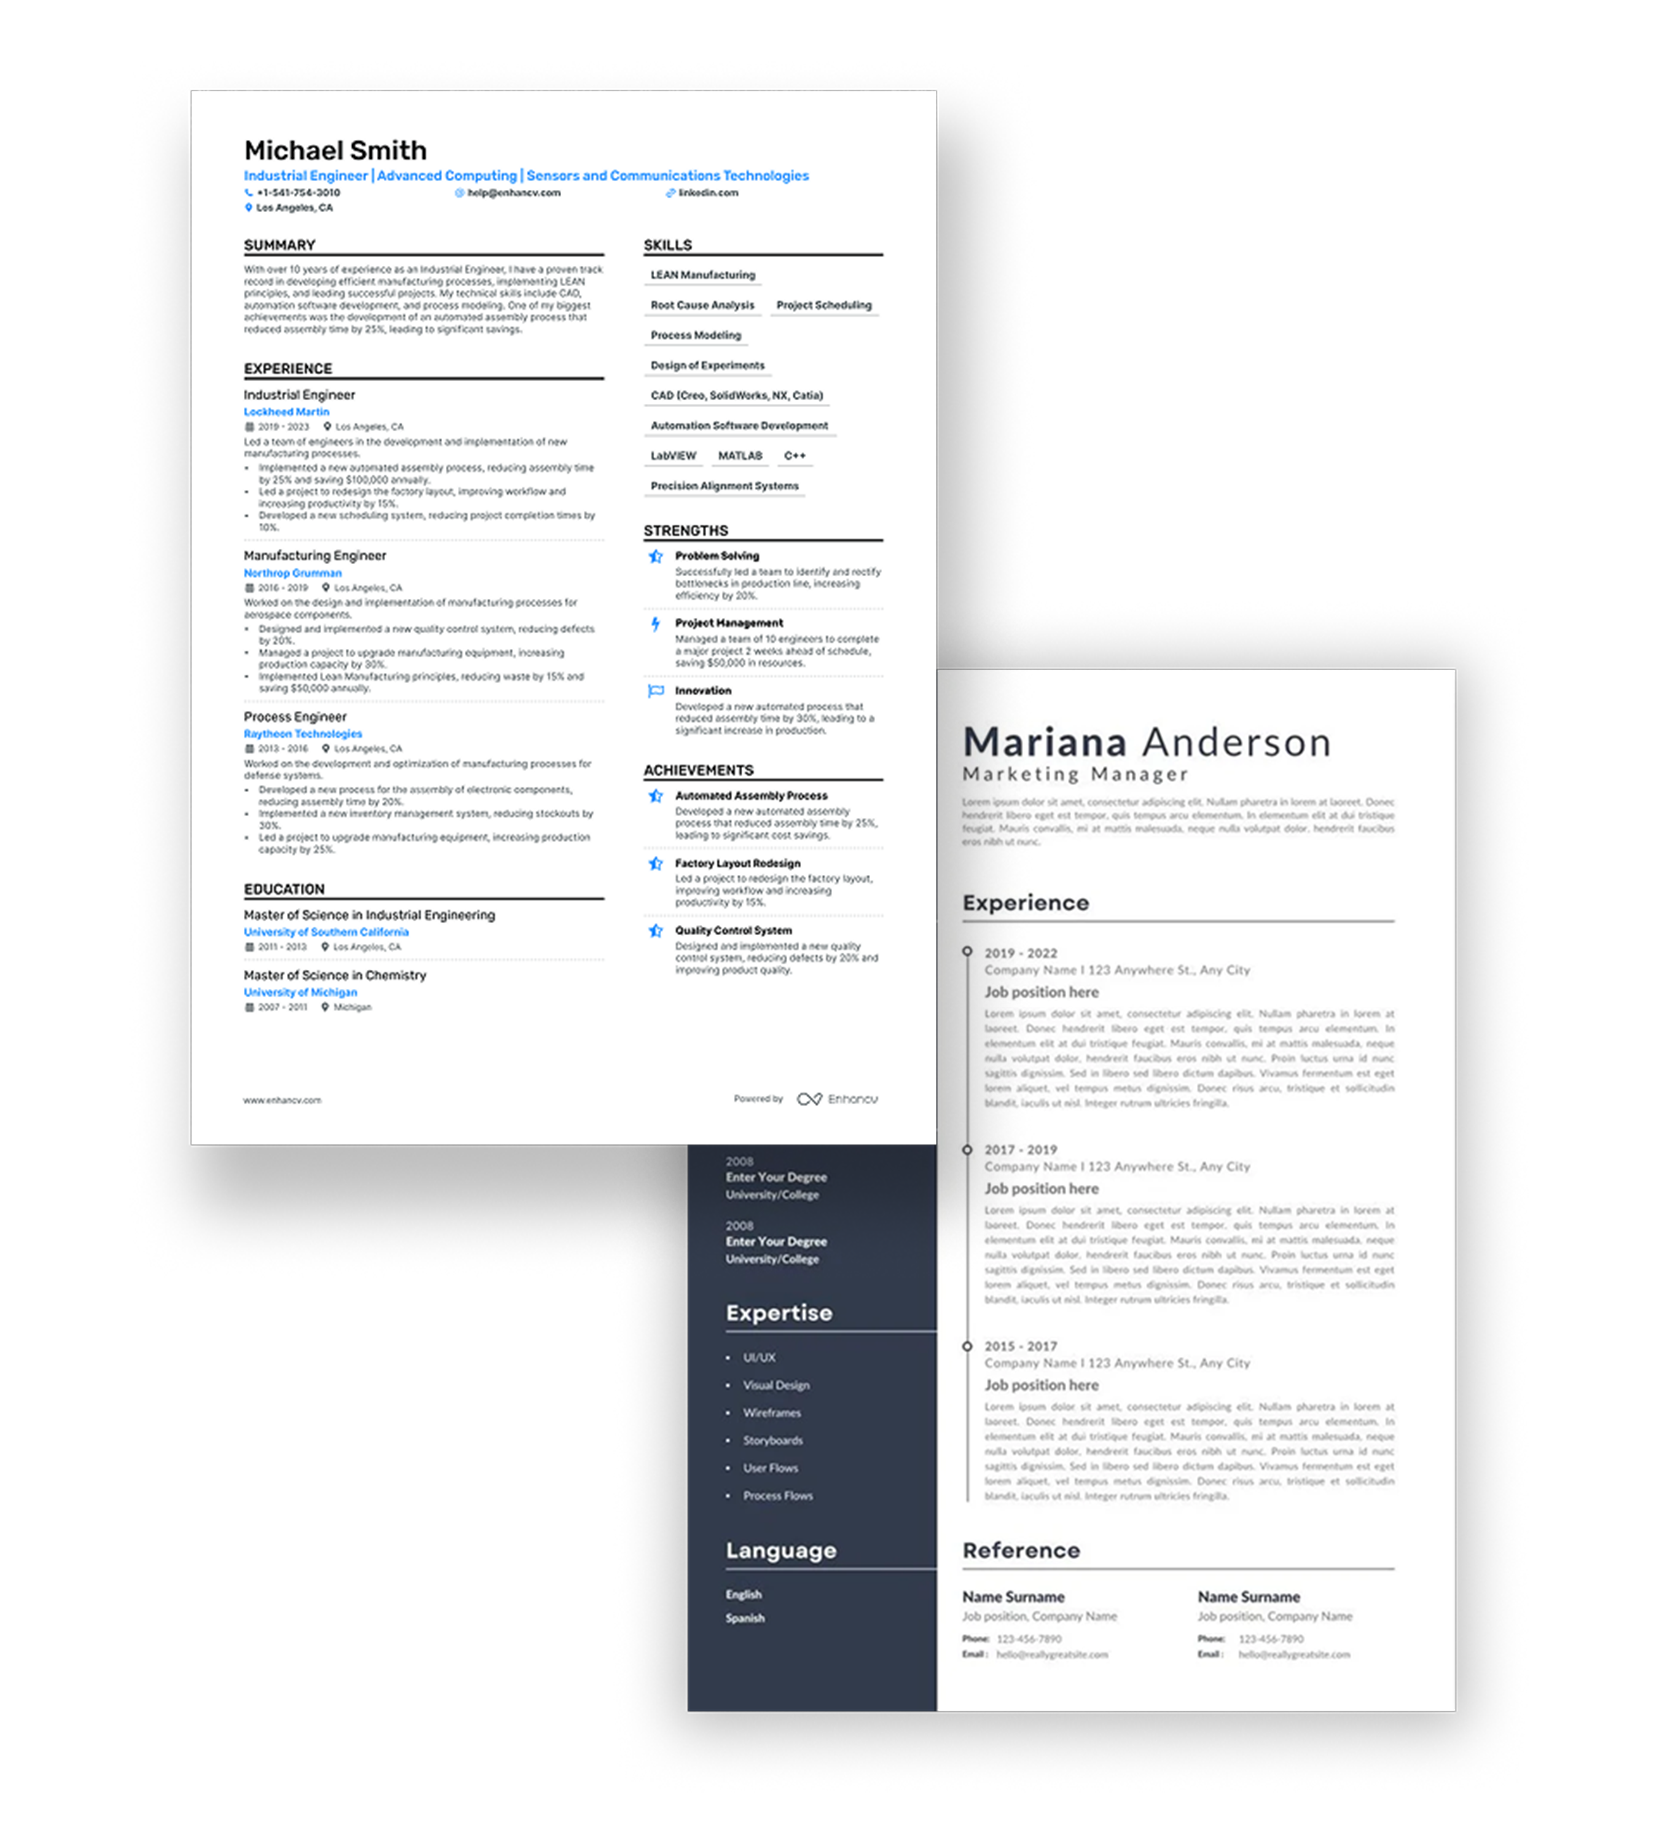 Michael Smith
Industrial Engineer | Advanced Computing | Sensors and Communications Technologies
+1-541-754-3010
help@enhancv.com
linkedin.com
Los Angeles, CA
SUMMARY
With over 10 years of experience as an Industrial Engineer, I have a proven track
record in developing efficient manufacturing processes, implementing LEAN
principles, and leading successful projects. My technical skills include CAD,
automation software development, and process modeling. One of my biggest
achievements was the development of an automated assembly process that
reduced assembly time by 25%, leading to significant savings.
EXPERIENCE
Industrial Engineer
Lockheed Martin
2019 - 2023 Los Angeles, CA
Led a team of engineers in the development and implementation of new
manufacturing processes.
• Implemented a new automated assembly process, reducing assembly time
by 25% and saving $100,000 annually.
• Led a project to redesign the factory layout, improving workflow and
increasing productivity by 15%.
• Developed a new scheduling system, reducing project completion times by
10%.
Manufacturing Engineer
Northrop Grumman
2016 - 2019 Los Angeles, CA
Worked on the design and implementation of manufacturing processes for
aerospace components.
• Designed and implemented a new quality control system, reducing defects
by 20%.
• Managed a project to upgrade manufacturing equipment, increasing
production capacity by 30%.
• Implemented Lean Manufacturing principles, reducing waste by 15% and
saving $50,000 annually.
Process Engineer
Raytheon Technologies
2013 - 2016 Los Angeles, CA
Worked on the development and optimization of manufacturing processes for
defense systems.
• Developed a new process for the assembly of electronic components,
reducing assembly time by 20%.
• Implemented a new inventory management system, reducing stockouts by
30%.
• Led a project to upgrade manufacturing equipment, increasing production
capacity by 25%.
EDUCATION
Master of Science in Industrial Engineering
University of Southern California
2011 - 2013 Los Angeles, CA
Master of Science in Chemistry
University of Michigan
2007 - 2011 Michigan
SKILLS
LEAN Manufacturing
Root Cause Analysis Project Scheduling
Process Modeling
Design of Experiments
CAD (Creo, SolidWorks, NX, Catia)
Automation Software Development
LabVIEW MATLAB C++
Precision Alignment Systems
STRENGTHS
Problem Solving
Successfully led a team to identify and rectify
bottlenecks in production line, increasing
efficiency by 20%.
Project Management
Managed a team of 10 engineers to complete
a major project 2 weeks ahead of schedule,
saving $50,000 in resources.
Innovation
Developed a new automated process that
reduced assembly time by 30%, leading to a
significant increase in production.
ACHIEVEMENTS
Automated Assembly Process
Developed a new automated assembly
process that reduced assembly time by 25%,
leading to significant cost savings.
Factory Layout Redesign
Led a project to redesign the factory layout,
improving workflow and increasing
productivity by 15%.
Quality Control System
Designed and implemented a new quality
control system, reducing defects by 20% and
improving product quality.
www.enhancv.com
Powered by Enhancv
2008
Enter Your Degree
University/College
2008
Enter Your Degree
University/College
Expertise
• UI/UX
• Visual Design
• Wireframes
• Storyboards
• User Flows
• Process Flows
Language
English
Spanish
Mariana Anderson
Marketing Manager
Lorem ipsum dolor sit amet, consectetur adipiscing elit. Nullam pharetra in lorem at laoreet. Donec
hendrerit libero eget est tempor, quis tempus arcu elementum. In elementum elit at dui tristique
feugiat. Mauris convallis, mi at mattis malesuada, neque nulla volutpat dolor, hendrerit faucibus
eros nibh ut nunc.
Experience
2019 - 2022
Company Name l 123 Anywhere St., Any City
Job position here
Lorem ipsum dolor sit amet, consectetur adipiscing elit. Nullam pharetra in lorem at
laoreet. Donec hendrerit libero eget est tempor, quis tempus arcu elementum. In
elementum elit at dui tristique feugiat. Mauris convallis, mi at mattis malesuada, neque
nulla volutpat dolor, hendrerit faucibus eros nibh ut nunc. Proin luctus urna id nunc
sagittis dignissim. Sed in libero sed libero dictum dapibus. Vivamus fermentum est eget
lorem aliquet, vel tempus metus dignissim. Donec risus arcu, tristique et sollicitudin
blandit, iaculis ut nisl. Integer rutrum ultricies fringilla.
2017 - 2019
Company Name l 123 Anywhere St., Any City
Job position here
Lorem ipsum dolor sit amet, consectetur adipiscing elit. Nullam pharetra in lorem at
laoreet. Donec hendrerit libero eget est tempor, quis tempus arcu elementum. In
elementum elit at dui tristique feugiat. Mauris convallis, mi at mattis malesuada, neque
nulla volutpat dolor, hendrerit faucibus eros nibh ut nunc. Proin luctus urna id nunc
sagittis dignissim. Sed in libero sed libero dictum dapibus. Vivamus fermentum est eget
lorem aliquet, vel tempus metus dignissim. Donec risus arcu, tristique et sollicitudin
blandit, iaculis ut nisl. Integer rutrum ultricies fringilla.
2015 - 2017
Company Name l 123 Anywhere St., Any City
Job position here
Lorem ipsum dolor sit amet, consectetur adipiscing elit. Nullam pharetra in lorem at
laoreet. Donec hendrerit libero eget est tempor, quis tempus arcu elementum. In
elementum elit at dui tristique feugiat. Mauris convallis, mi at mattis malesuada, neque
nulla volutpat dolor, hendrerit faucibus eros nibh ut nunc. Proin luctus urna id nunc
sagittis dignissim. Sed in libero sed libero dictum dapibus. Vivamus fermentum est eget
lorem aliquet, vel tempus metus dignissim. Donec risus arcu, tristique et sollicitudin
blandit, iaculis ut nisl. Integer rutrum ultricies fringilla.
Reference
Name Surname
Job position, Company Name
Phone: 123-456-7890
Email : hello@reallygreatsite.com
Name Surname
Job position, Company Name
Phone: 123-456-7890
Email : hello@reallygreatsite.com